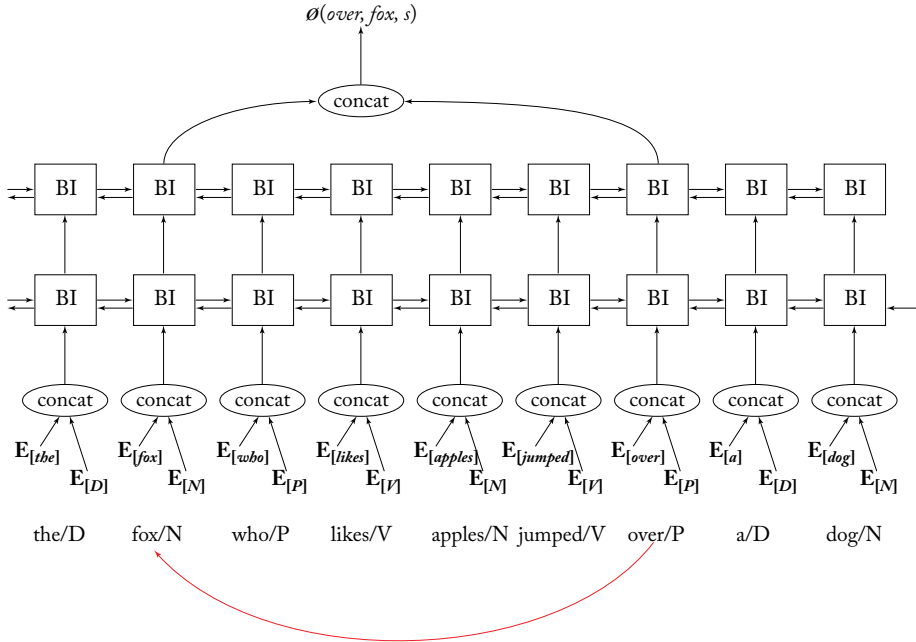 ø(over, fox, s)
concat
BI BI BI BI BI BI BI BI BI
BI BI BI BI BI BI BI BI BI
concat concat concat concat concat concat concat concat concat
E[the] E[fox] E[who] E[likes] E[apples] E[jumped] E[over] E[a] E[dog]
E[D] E[N] E[P] E[V] E[N] E[V] E[P] E[D] E[N]
the/D fox/N who/P likes/V apples/N jumped/V over/P a/D dog/N